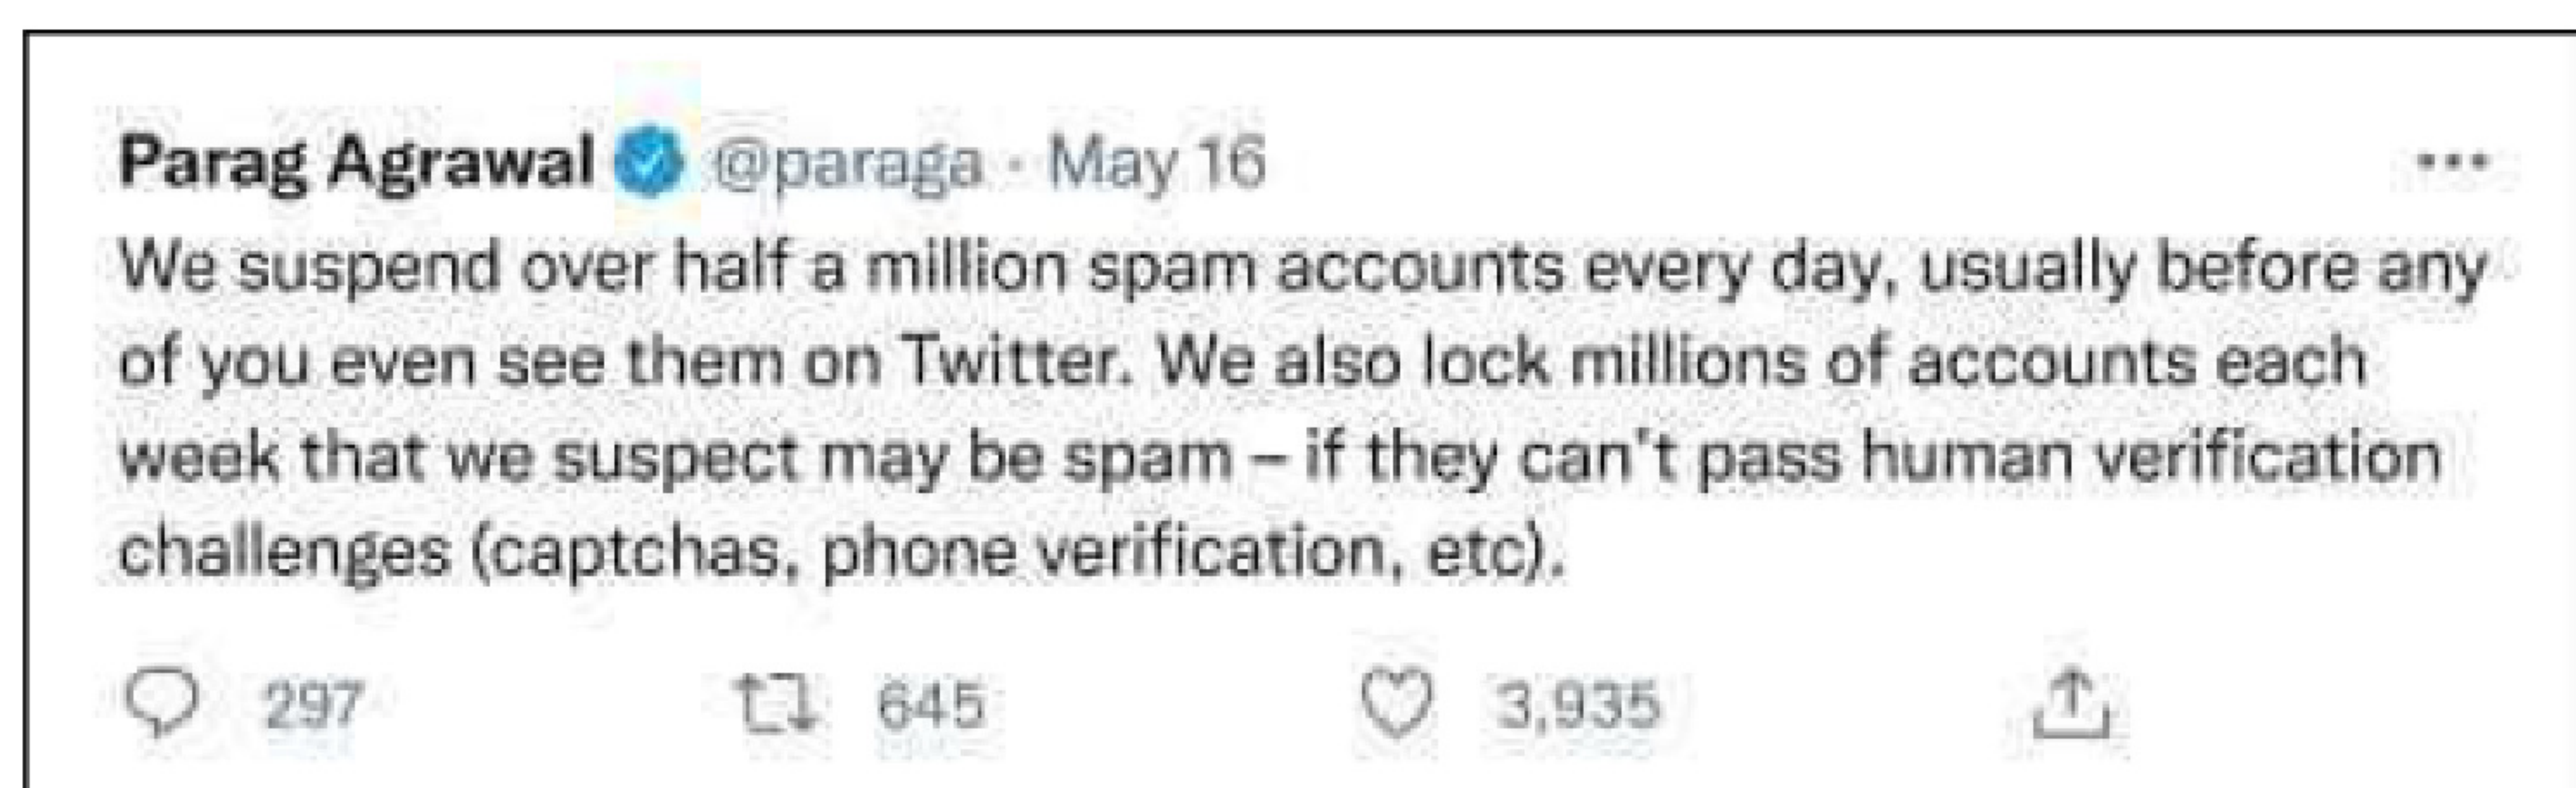 Parag Agrawal @paraga · May 16
We suspend over half a million spam accounts every day, usually before any
of you even see them on Twitter. We also lock millions of accounts each
week that we suspect may be spam – if they can't pass human verification
challenges (captchas, phone verification, etc).
297 645 3,935